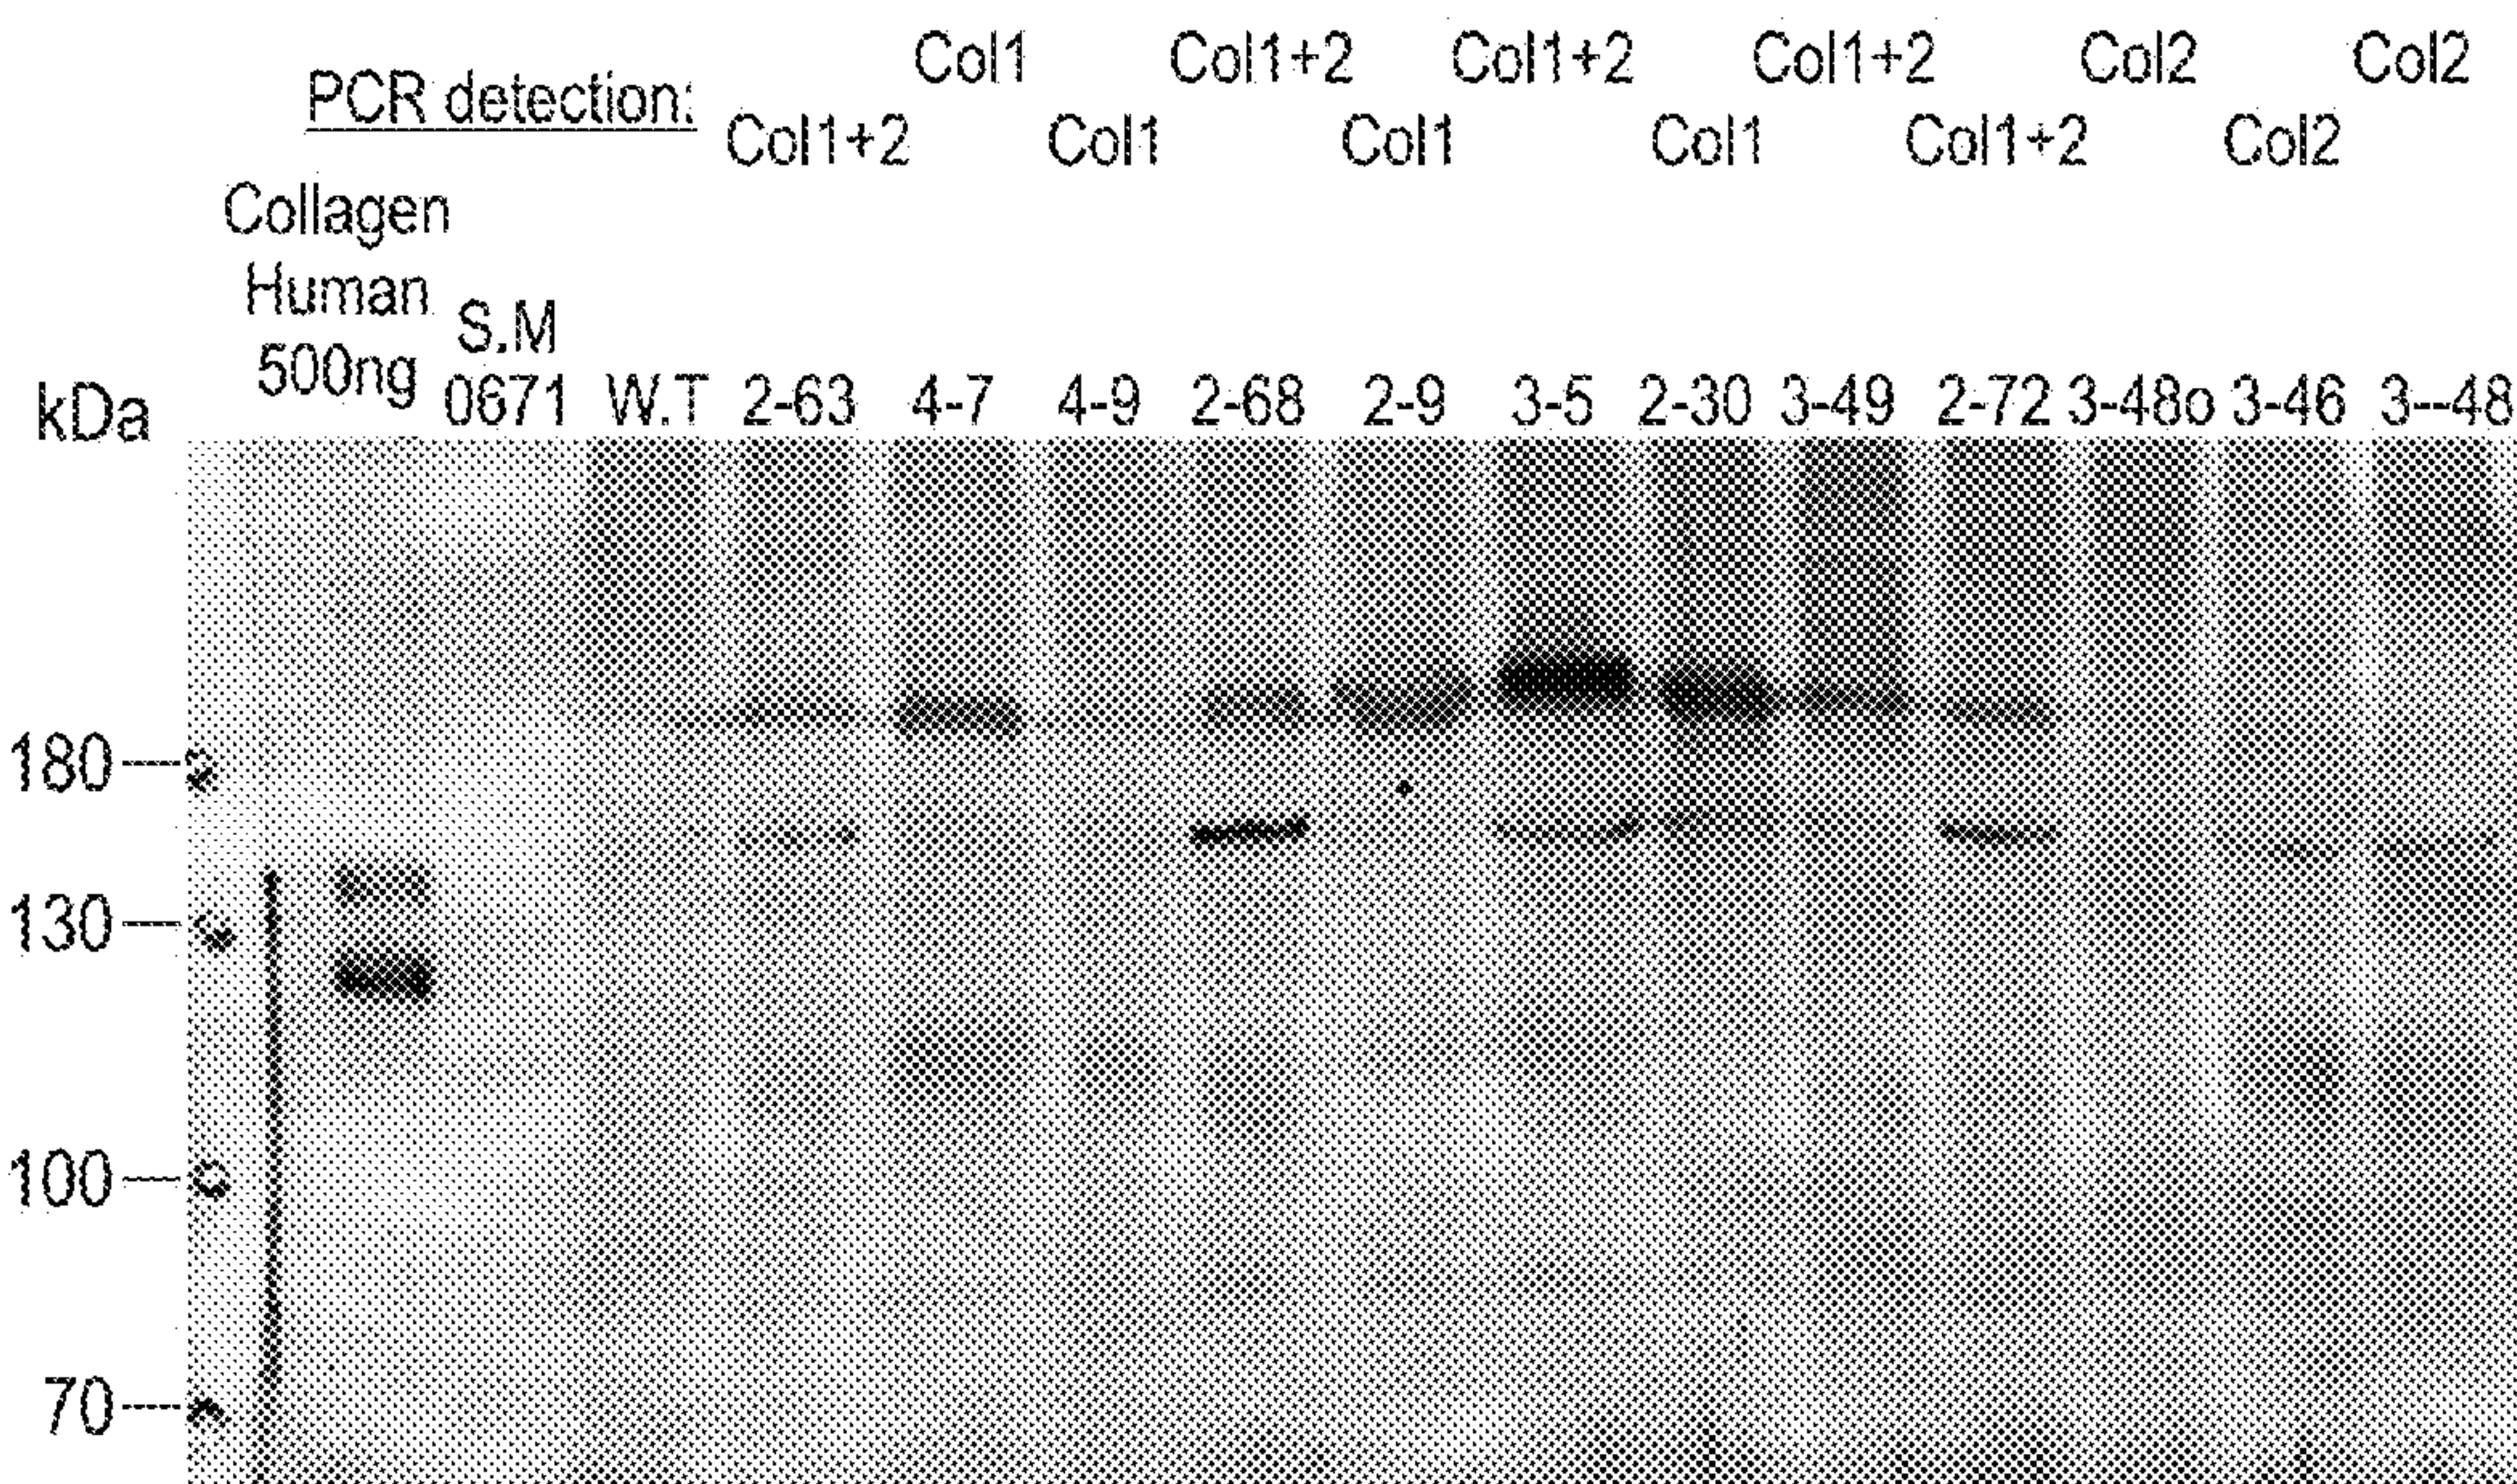 Col1 Col1+2 Col1+2 Col1+2 Col2 Col2
PCR detection:
Col1+2 Col1 Col1 Col1 Col1+2 Col2
Collagen
Human
500ng
S.M
0671
kDa
W.T 2-63 4-7 4-9 2-68 2-9 3-5 2-30 3-49 2-72 3-48o 3-46 3--48
180
130
100
70